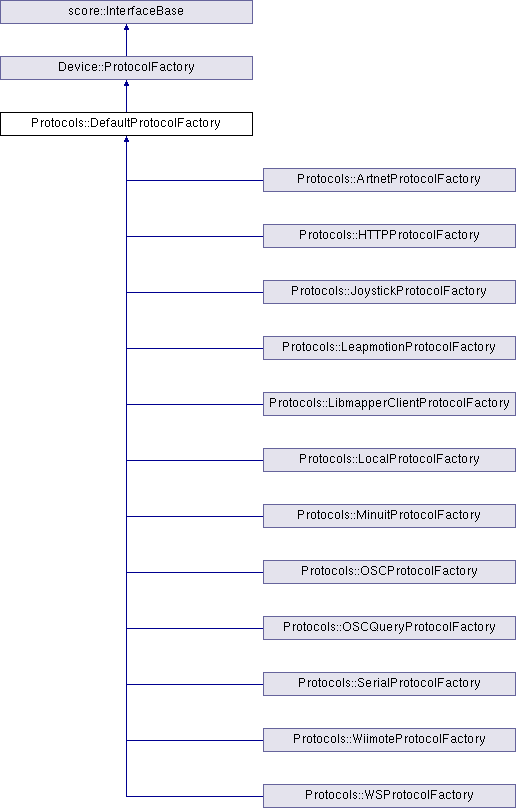 score::InterfaceBase
Device::ProtocolFactory
Protocols::DefaultProtocolFactory
Protocols::ArtnetProtocolFactory
Protocols::HTTPProtocolFactory
Protocols::JoystickProtocolFactory
Protocols::LeapmotionProtocolFactory
Protocols::LibmapperClientProtocolFactory
Protocols::LocalProtocolFactory
Protocols::MinuitProtocolFactory
Protocols::OSCProtocolFactory
Protocols::OSCQueryProtocolFactory
Protocols::SerialProtocolFactory
Protocols::WiimoteProtocolFactory
Protocols::WSProtocolFactory